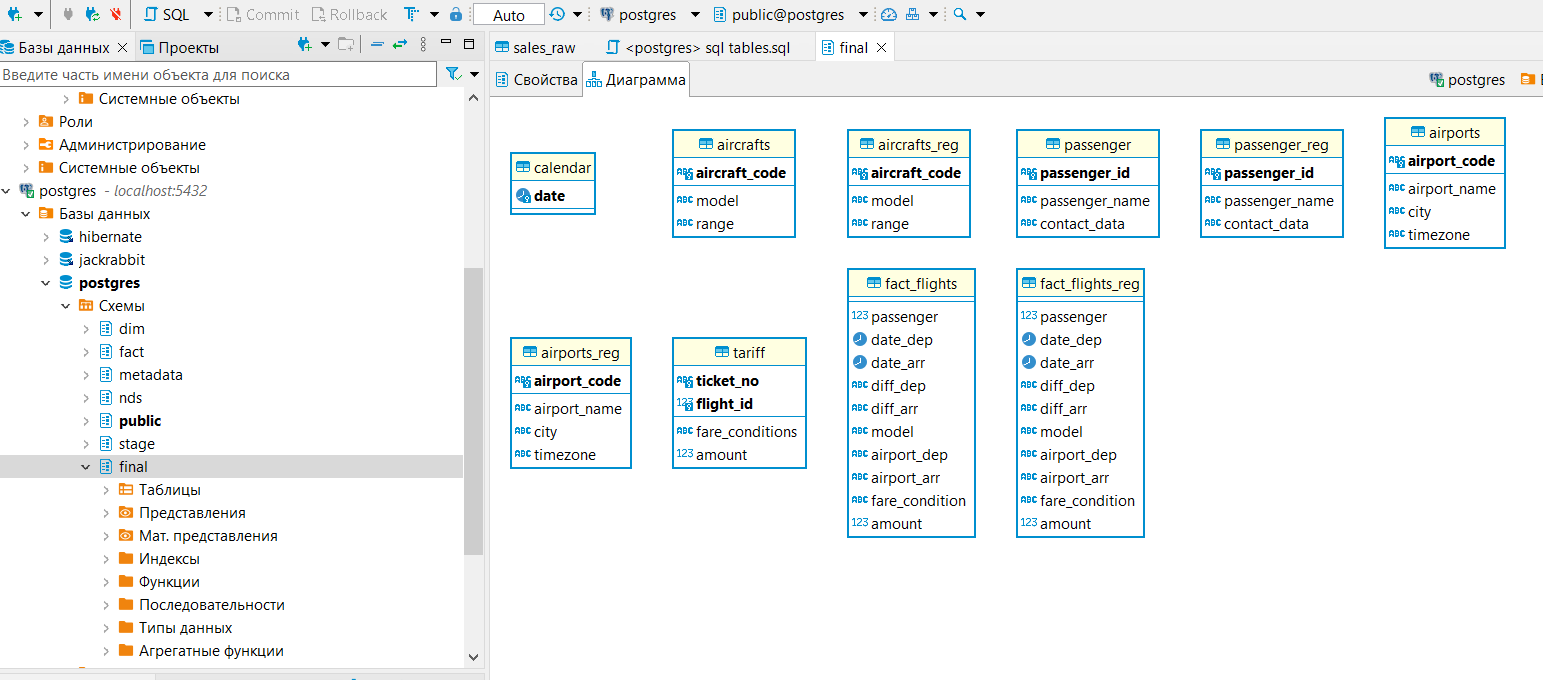 SQL Commit Rollback Auto postgres public@postgres
Базы данных Проекты
Введите часть имени объекта для поиска
Системные объекты
Роли
Администрирование
Системные объекты
postgres - localhost:5432
Базы данных
hibernate
jackrabbit
postgres
Схемы
dim
fact
metadata
nds
public
stage
final
Таблицы
Представления
Мат. представления
Индексы
Функции
Последовательности
Типы данных
Агрегатные функции
sales_raw <postgres> sql tables.sql final
Свойства Диаграмма postgres
calendar
date
aircrafts
aircraft_code
model
range
aircrafts_reg
aircraft_code
model
range
passenger
passenger_id
passenger_name
contact_data
passenger_reg
passenger_id
passenger_name
contact_data
airports
airport_code
airport_name
city
timezone
airports_reg
airport_code
airport_name
city
timezone
tariff
ticket_no
flight_id
fare_conditions
amount
fact_flights
passenger
date_dep
date_arr
diff_dep
diff_arr
model
airport_dep
airport_arr
fare_condition
amount
fact_flights_reg
passenger
date_dep
date_arr
diff_dep
diff_arr
model
airport_dep
airport_arr
fare_condition
amount